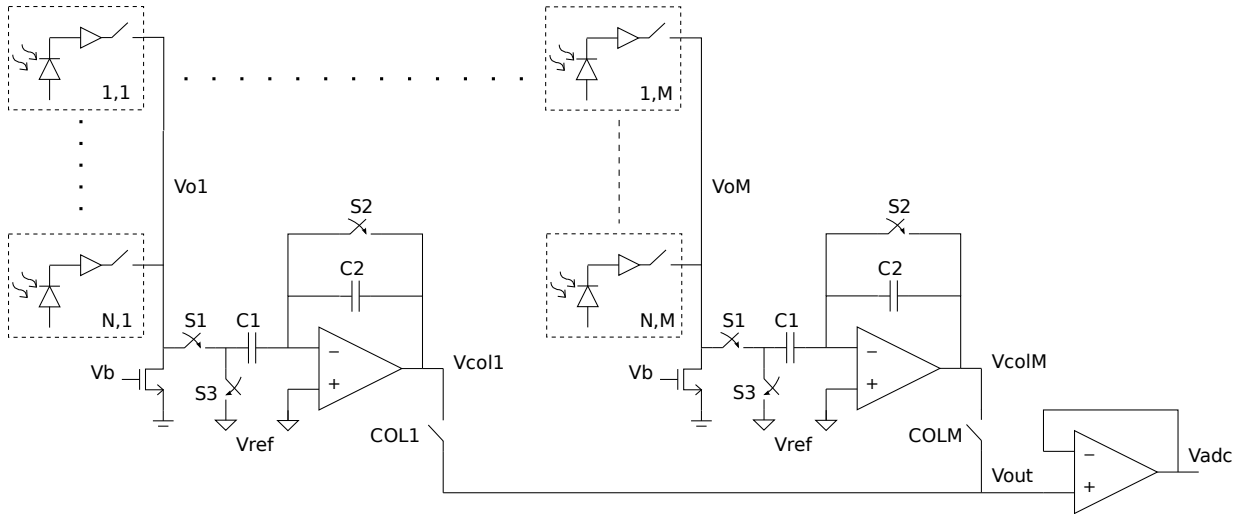 1,1
1,M
Vo1
VoM
S2
S2
C2
C2
N,1
N,M
S1
C1
S1
C1
−
−
Vb
Vcol1
Vb
VcolM
+
+
S3
S3
Vref
COL1
Vref
COLM
−
Vadc
Vout
+